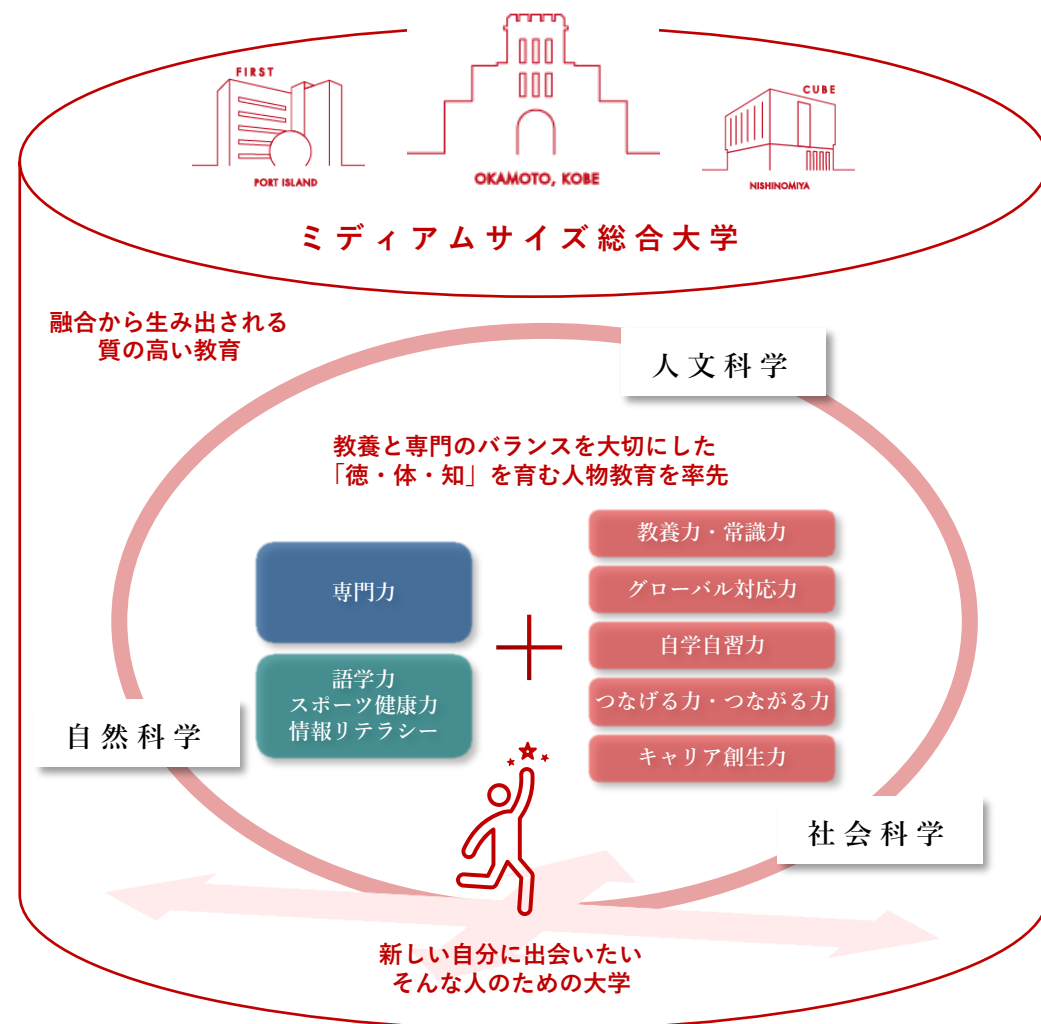 FIRST
PORT ISLAND
OKAMOTO, KOBE
CUBE
NISHINOMIYA
ミディアムサイズ総合大学
融合から生み出される
質の高い教育
人文科学
教養と専門のバランスを大切にした
「徳・体・知」を育む人物教育を率先
専門力
語学力
スポーツ健康力
情報リテラシー
教養力・常識力
グローバル対応力
自学自習力
つなげる力・つながる力
キャリア創生力
自然科学
社会科学
新しい自分に出会いたい
そんな人のための大学